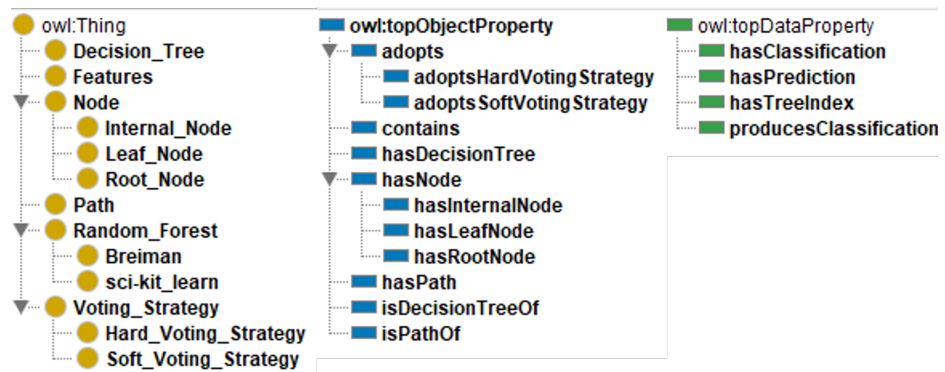 owl:Thing
Decision_Tree
Features
Node
Internal_Node
Leaf_Node
Root_Node
Path
Random_Forest
Breiman
sci-kit_learn
Voting_Strategy
Hard_Voting_Strategy
Soft_Voting_Strategy
owl:topObjectProperty
adopts
adoptsHardVotingStrategy
adoptsSoftVotingStrategy
contains
hasDecisionTree
hasNode
hasInternalNode
hasLeafNode
hasRootNode
hasPath
isDecisionTreeOf
isPathOf
owl:topDataProperty
hasClassification
hasPrediction
hasTreeIndex
producesClassification